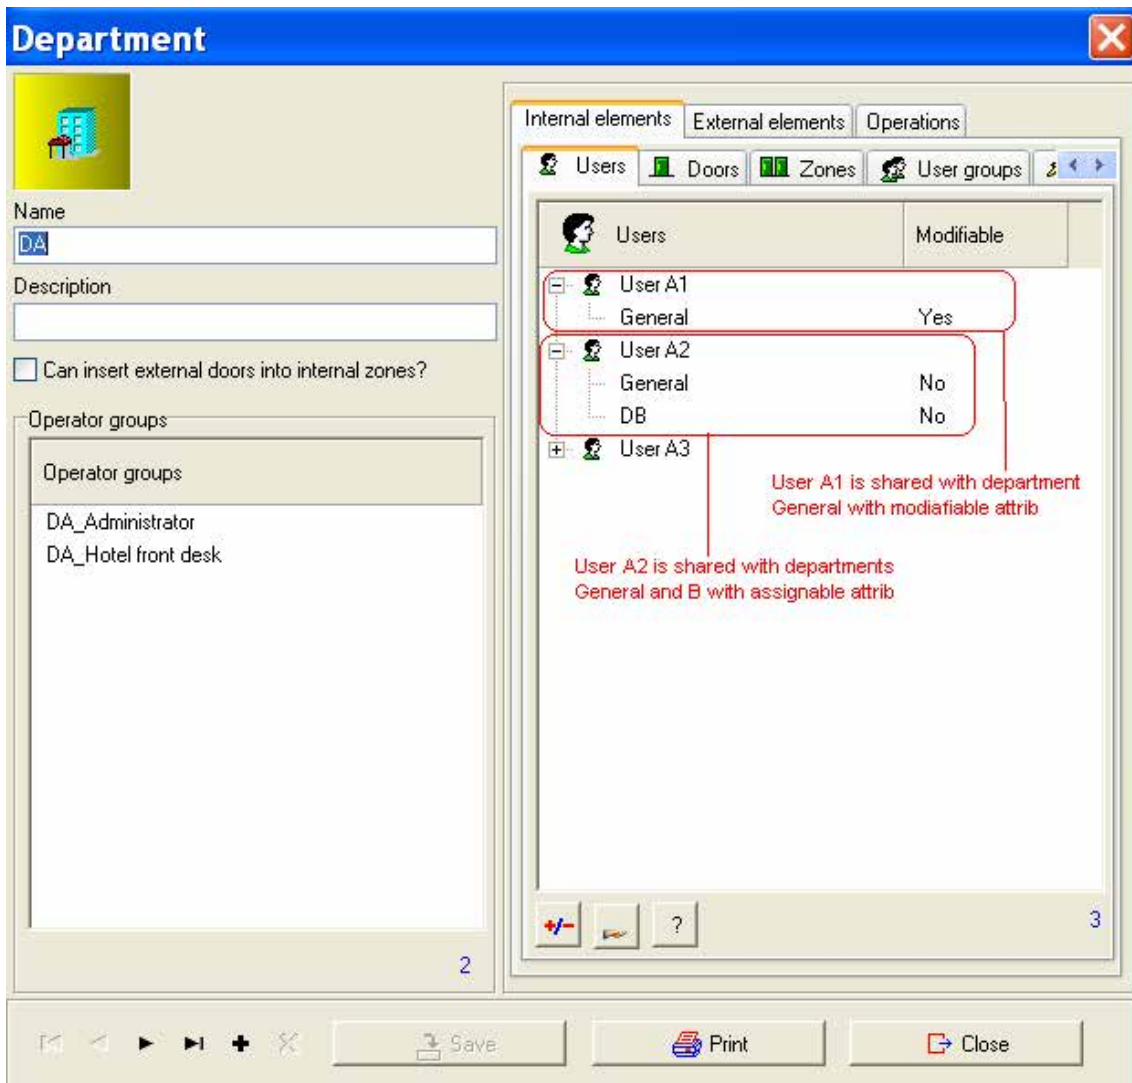 Department
Name
DA
Description
Can insert external doors into internal zones?
Operator groups
Operator groups
DA_Administrator
DA_Hotel front desk
2
Internal elements External elements Operations
Users Doors Zones User groups
Users Modifiable
User A1
General Yes
User A2
General No
DB No
User A3
User A1 is shared with department
General with modiafiable attrib
User A2 is shared with departments
General and B with assignable attrib
+/- ? 3
Save Print Close